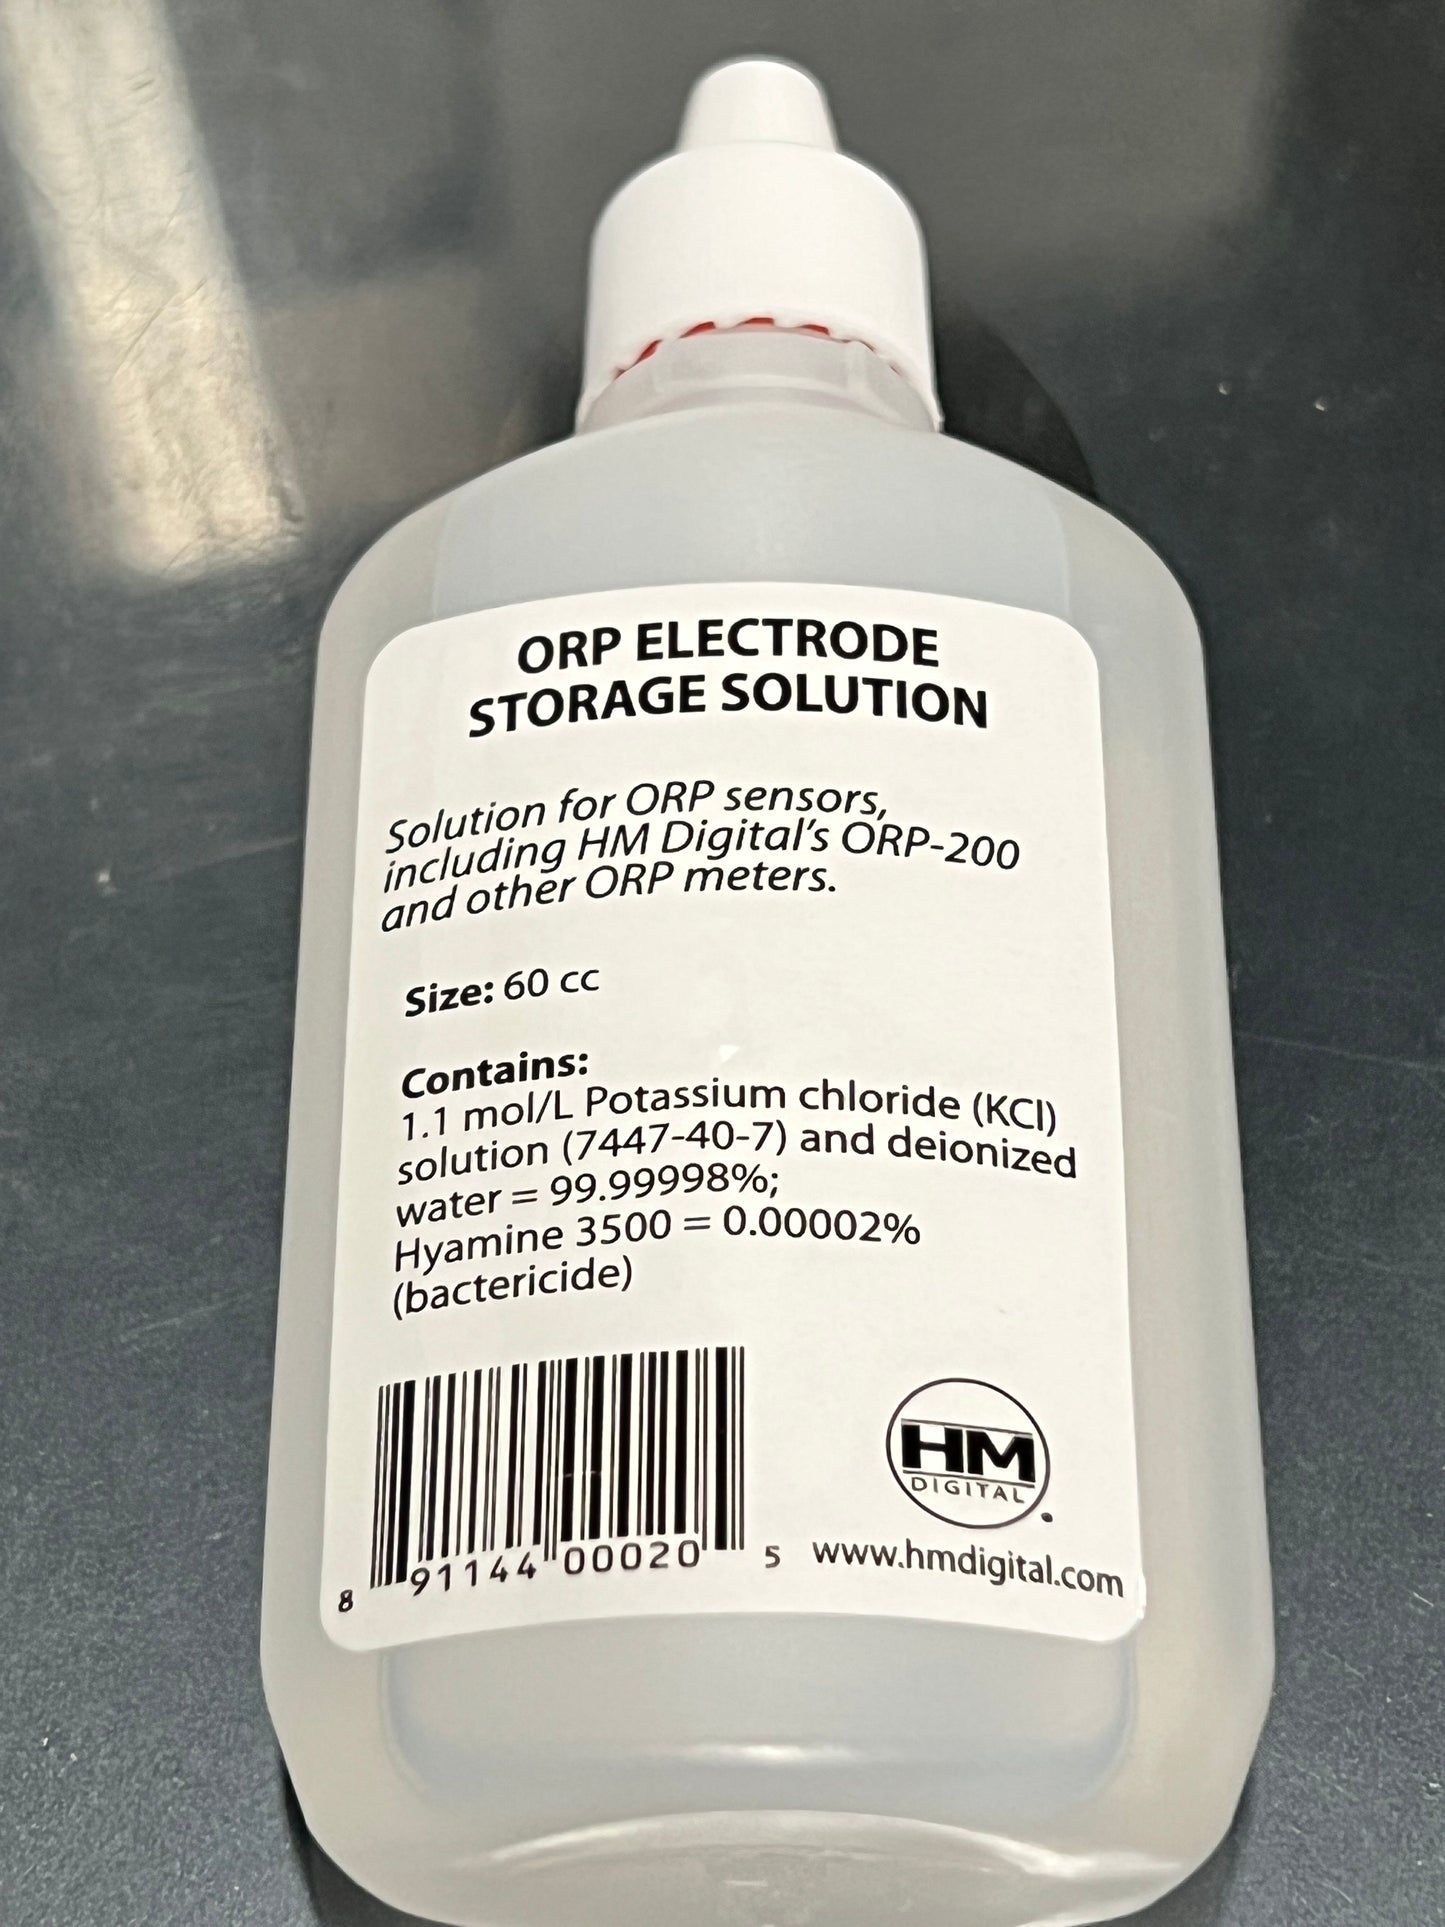 ORP ELECTRODE
STORAGE SOLUTION
Solution for ORP sensors,
including HM Digital's ORP-200
and other ORP meters.
Size: 60 cc
Contains:
1.1 mol/L Potassium chloride (KCl)
solution (7447-40-7) and deionized
water = 99.99998%;
Hyamine 3500 = 0.00002%
(bactericide)
8 91144 00020 5
HM
DIGITAL
www.hmdigital.com